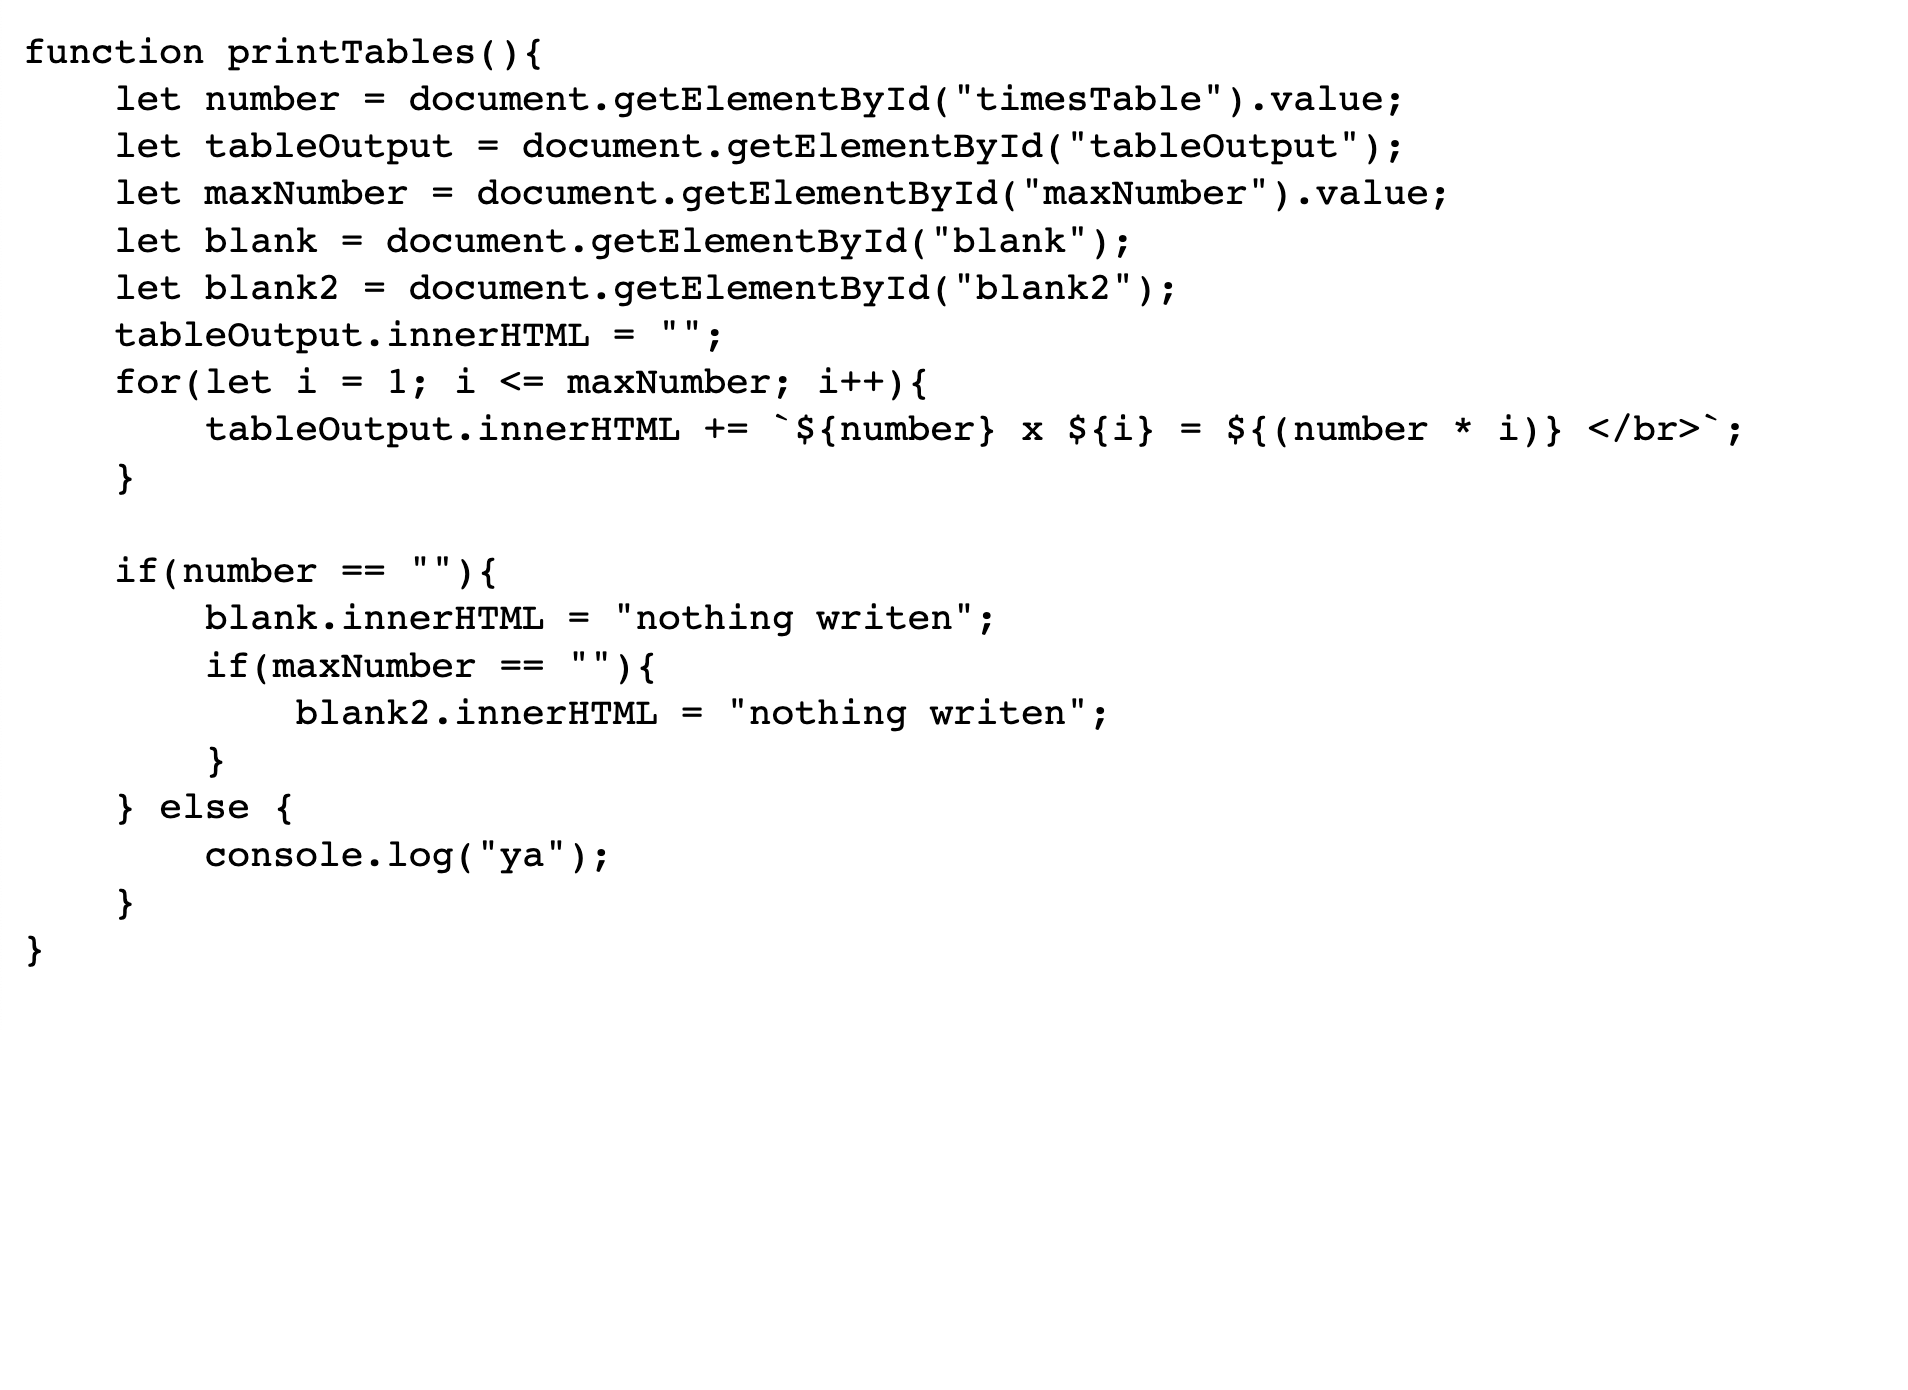 function printTables(){
    let number = document.getElementById("timesTable").value;
    let tableOutput = document.getElementById("tableOutput");
    let maxNumber = document.getElementById("maxNumber").value;
    let blank = document.getElementById("blank");
    let blank2 = document.getElementById("blank2");
    tableOutput.innerHTML = "";
    for(let i = 1; i <= maxNumber; i++){
        tableOutput.innerHTML += `${number} x ${i} = ${(number * i)} </br>`;
    }

    if(number == ""){
        blank.innerHTML = "nothing writen";
        if(maxNumber == ""){
            blank2.innerHTML = "nothing writen";
        }
    } else {
        console.log("ya");
    }
}